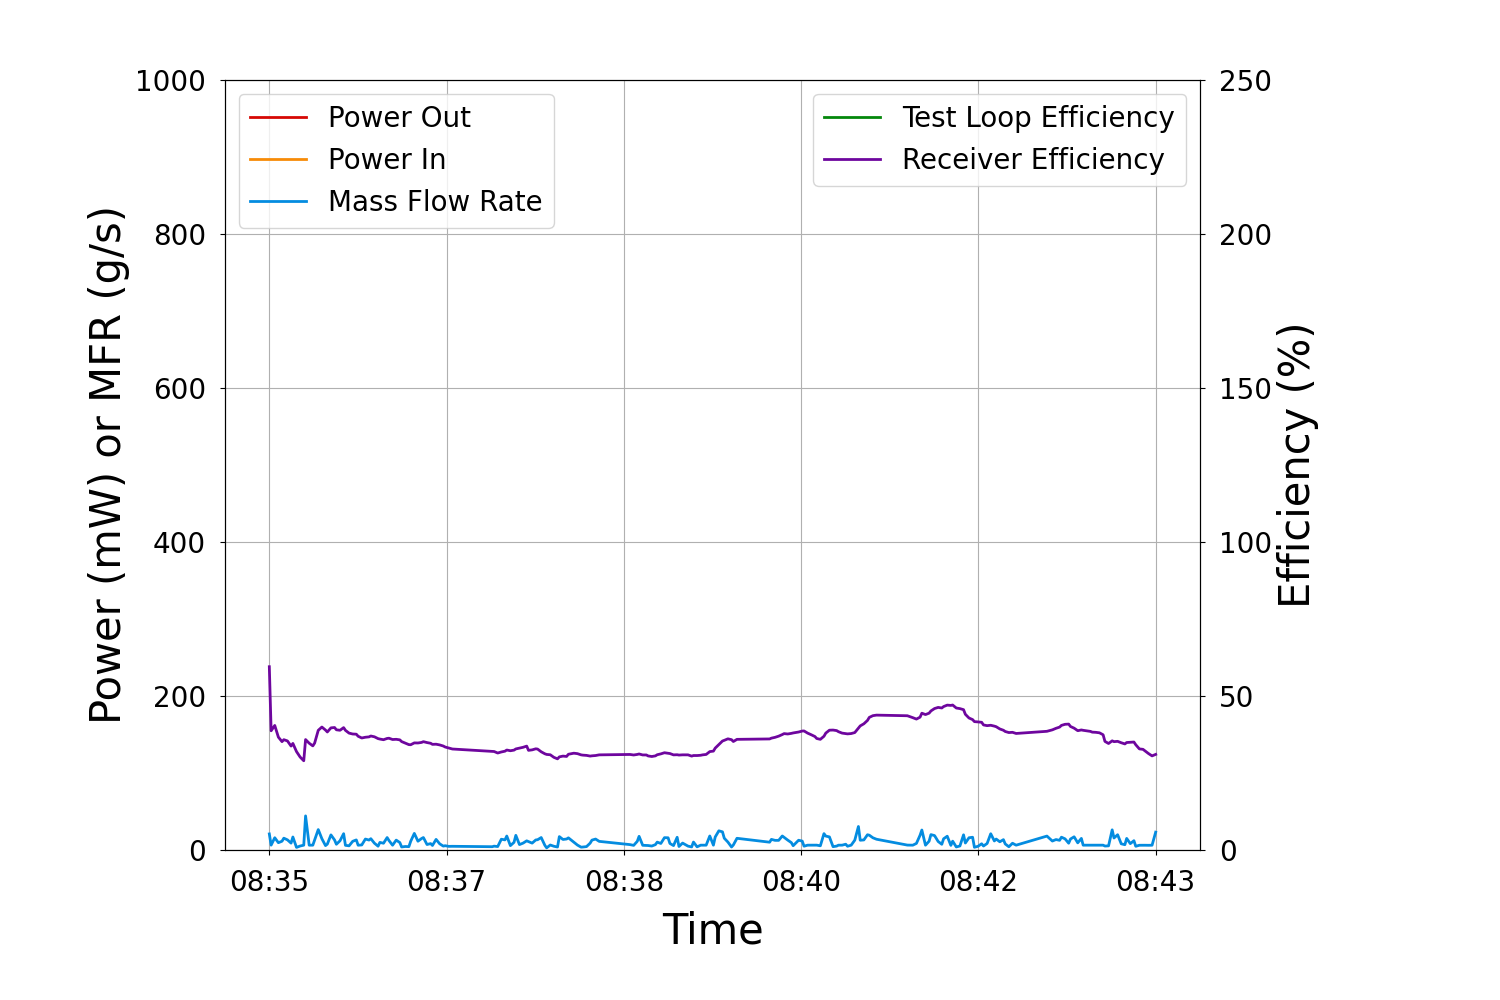 1000
800
600
400
200
0
Power (mW) or MFR (g/s)
Power Out
Power In
Mass Flow Rate
Test Loop Efficiency
Receiver Efficiency
250
200
150
100
50
0
Efficiency (%)
08:35 08:37 08:38 08:40 08:42 08:43
Time